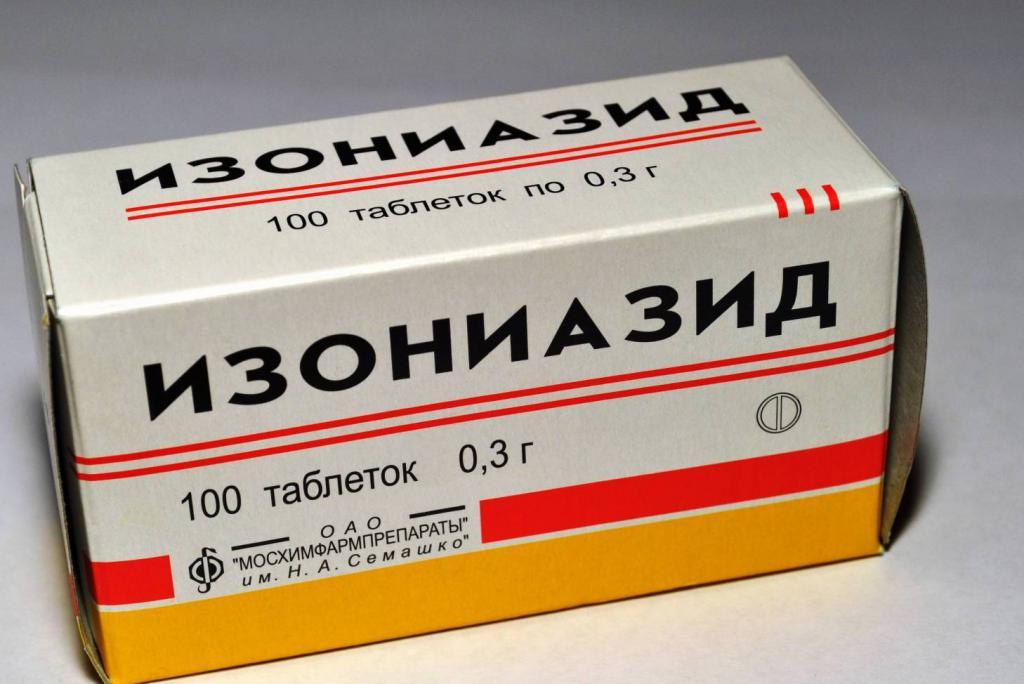 ИЗОНИАЗИД
100 таблеток по 0,3 г
ИЗОНИАЗИД
100 таблеток 0,3 г
ОАО
"МОСХИМФАРМПРЕПАРАТЫ"
им. Н. А. Семашко"